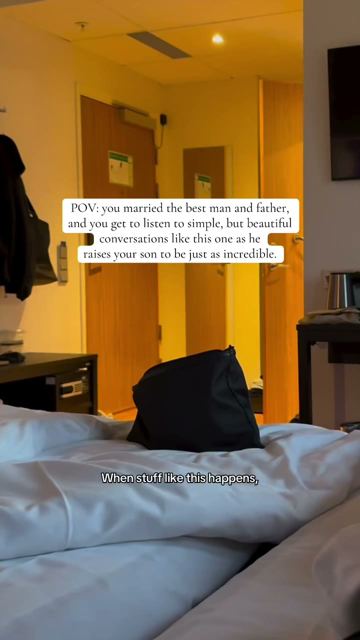 POV: you married the best man and father,
and you get to listen to simple, but beautiful
conversations like this one as he
raises your son to be just as incredible.
When stuff like this happens,